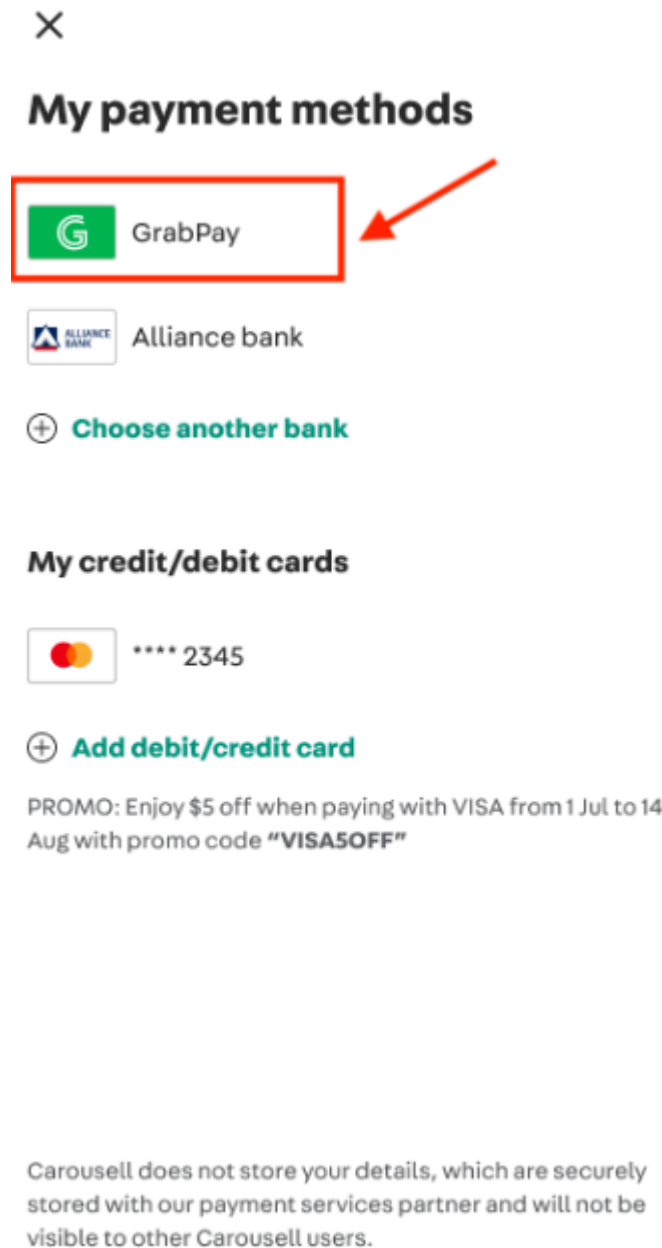 My payment methods
G GrabPay
ALLIANCE
BANK
Alliance bank
Choose another bank
My credit/debit cards
**** 2345
Add debit/credit card
PROMO: Enjoy $5 off when paying with VISA from 1 Jul to 14
Aug with promo code “VISA5OFF”
Carousell does not store your details, which are securely
stored with our payment services partner and will not be
visible to other Carousell users.